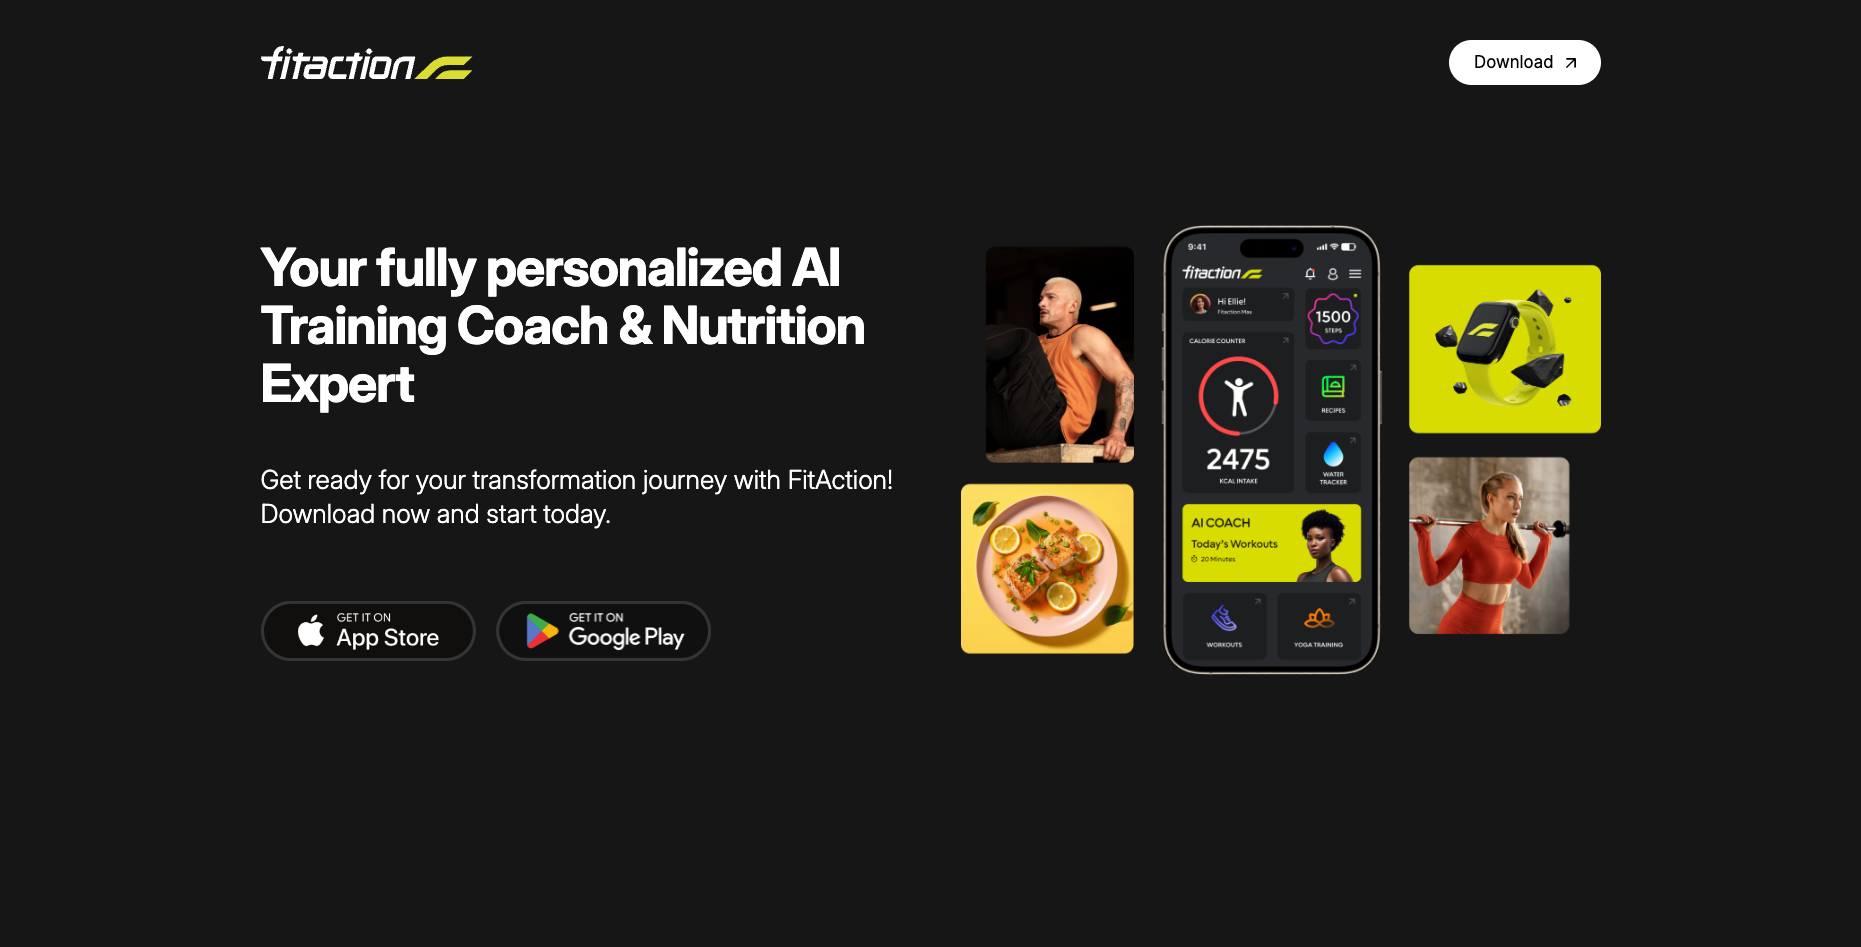 fitaction
Download
Your fully personalized AI
Training Coach & Nutrition
Expert
Get ready for your transformation journey with FitAction!
Download now and start today.
GET IT ON
App Store
GET IT ON
Google Play
9:41
fitaction
Hi Ellie!
Fitaction Max
1500
STEPS
CALORIE COUNTER
2475
KCAL INTAKE
RECIPES
WATER
TRACKER
AI COACH
Today's Workouts
20 Minutes
WORKOUTS
YOGA TRAINING